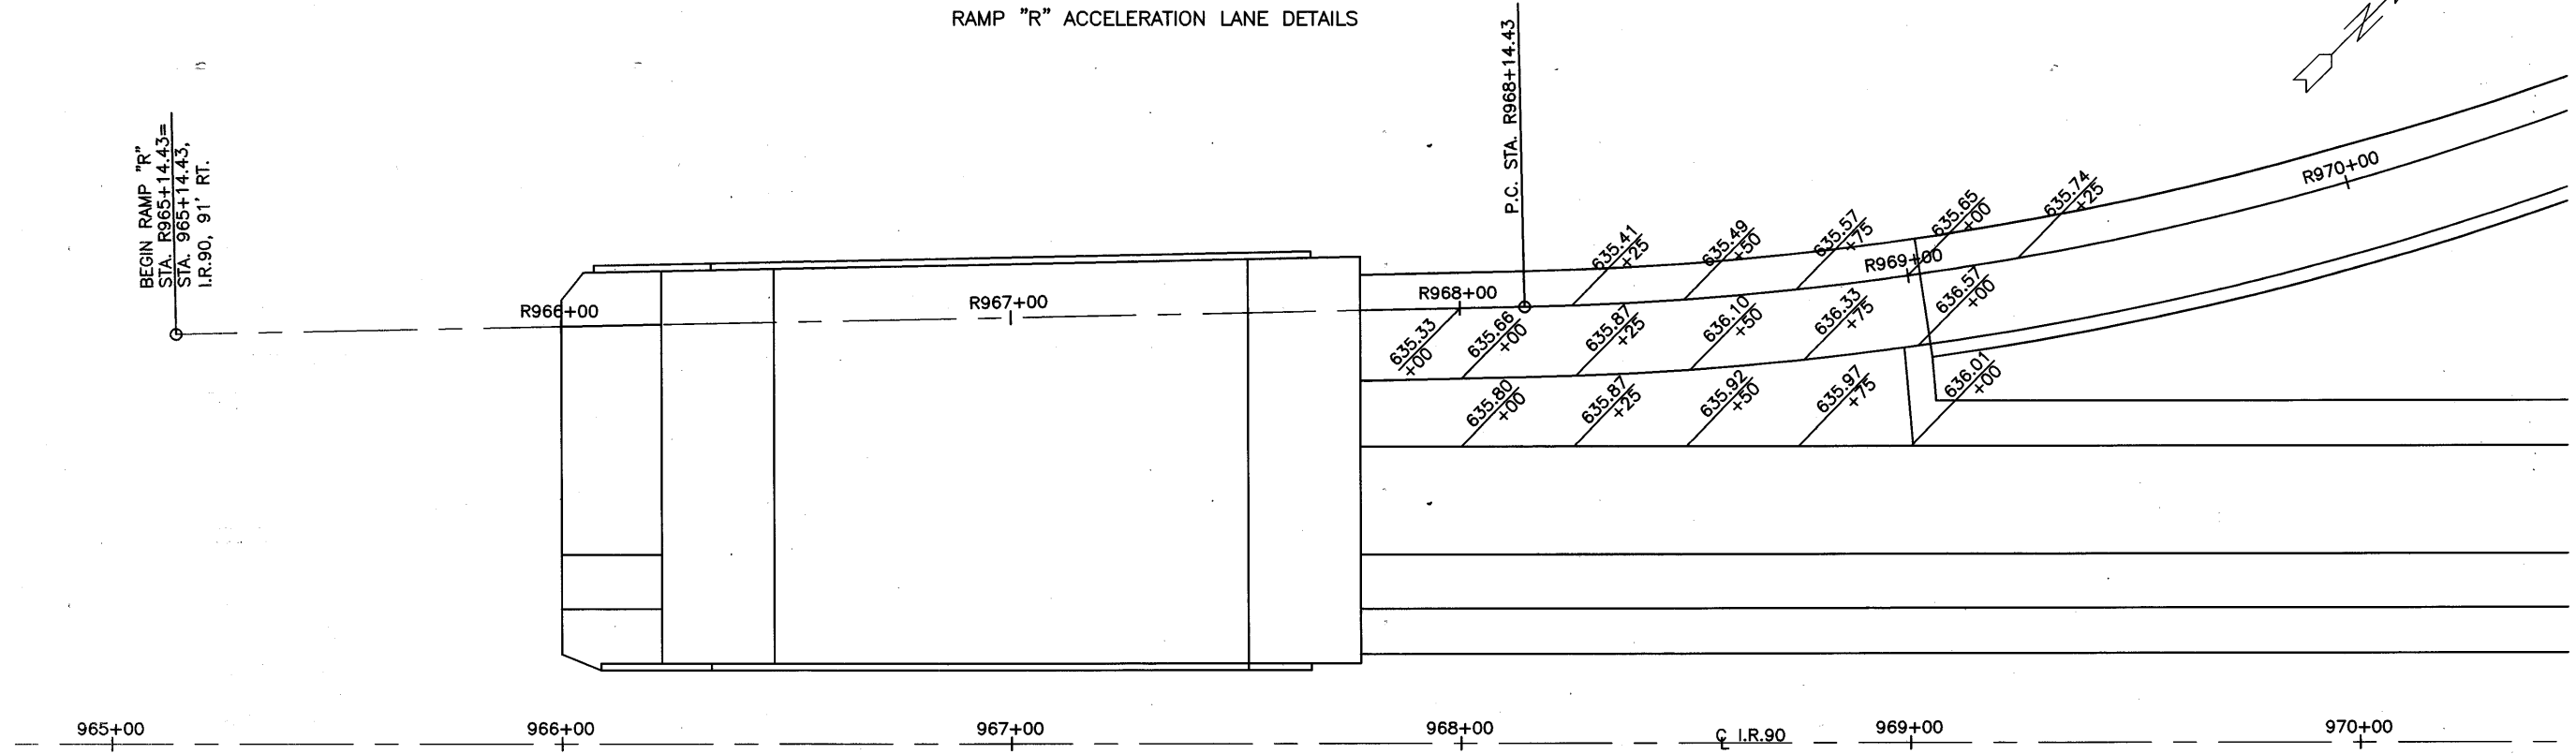 RAMP "R" ACCELERATION LANE DETAILS
BEGIN RAMP "R"
STA. R965+14.43=
STA. 965+14.43,
I.R.90, 91' RT.
P.C. STA. R968+14.43
N
R966+00
R967+00
R968+00
R969+00
R970+00
635.41
+25
635.49
+50
635.57
+75
635.65
+00
635.74
+25
635.33
+00
635.66
+00
635.87
+25
636.10
+50
636.33
+75
636.57
+00
635.80
+00
635.87
+25
635.92
+50
635.97
+75
636.01
+00
965+00
966+00
967+00
968+00
℄ I.R.90
969+00
970+00